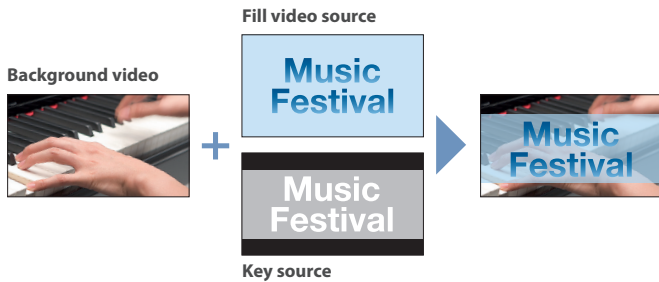 Fill video source
Background video
Music
Festival
Music
Festival
Key source
Music
Festival